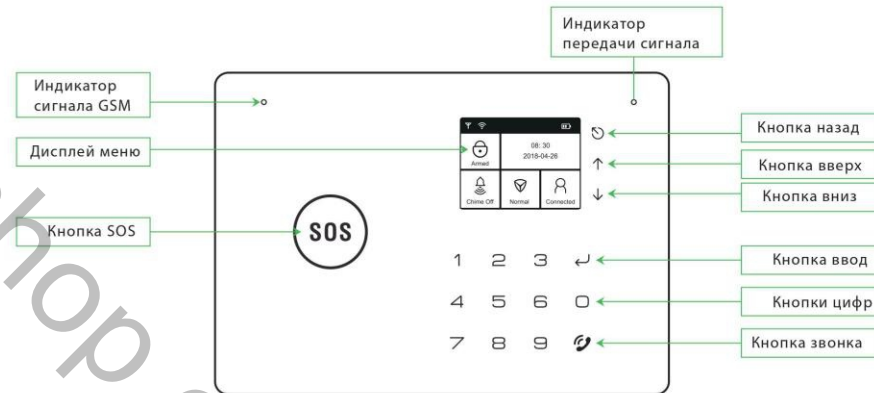 Индикатор
передачи сигнала
Индикатор
сигнала GSM
Дисплей меню
Кнопка SOS
08: 30
2018-04-26
Armed
Chime Off
Normal
Connected
SOS
1 2 3
4 5 6 0
7 8 9
Кнопка назад
Кнопка вверх
Кнопка вниз
Кнопка ввод
Кнопки цифр
Кнопка звонка
hop